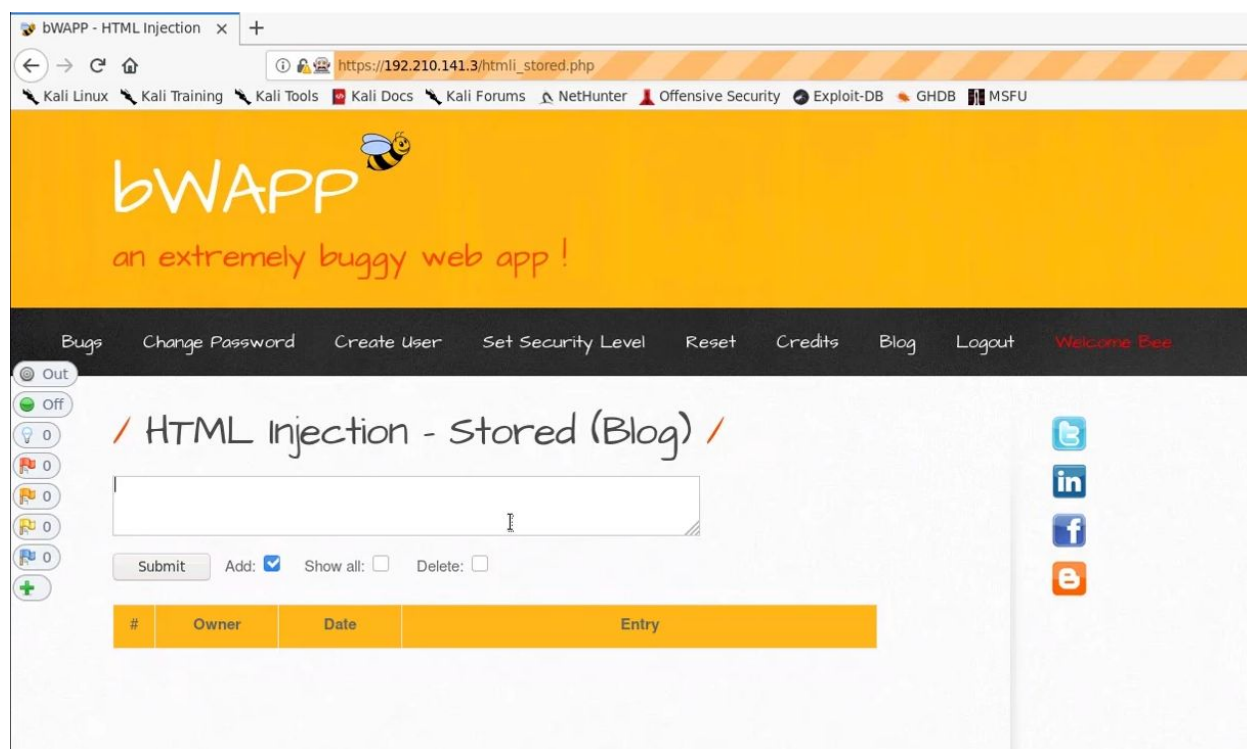 bWAPP - HTML Injection
https://192.210.141.3/htmli_stored.php
Kali Linux Kali Training Kali Tools Kali Docs Kali Forums NetHunter Offensive Security Exploit-DB GHDB MSFU
bWAPP
an extremely buggy web app !
Bugs Change Password Create User Set Security Level Reset Credits Blog Logout Welcome Bee
Out
Off
0
0
0
0
0
/ HTML Injection - Stored (Blog) /
Submit Add: Show all: Delete:
# Owner Date Entry